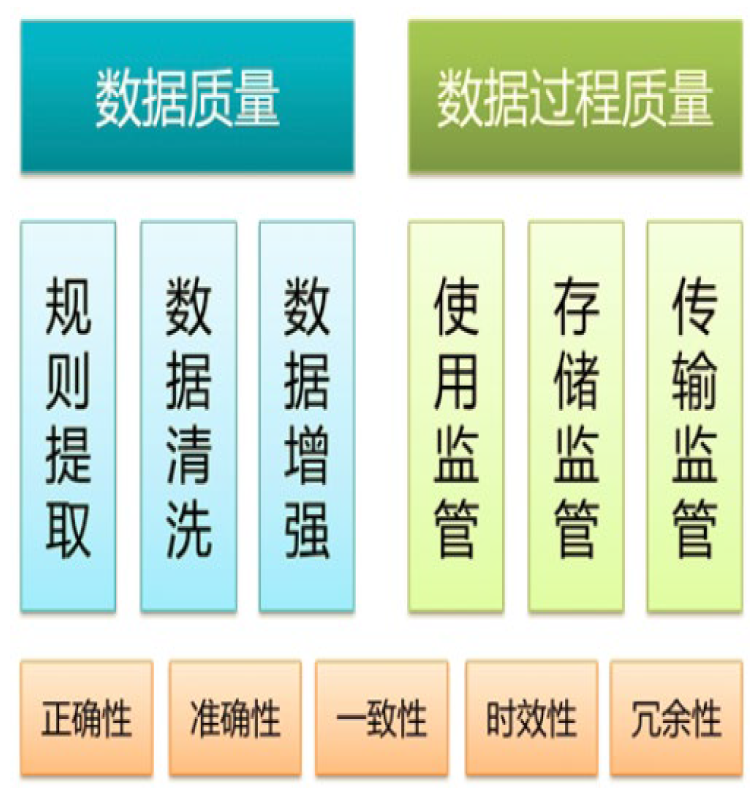 数据质量
数据过程质量
规则提取
数据清洗
数据增强
使用监管
存储监管
传输监管
正确性
准确性
一致性
时效性
冗余性